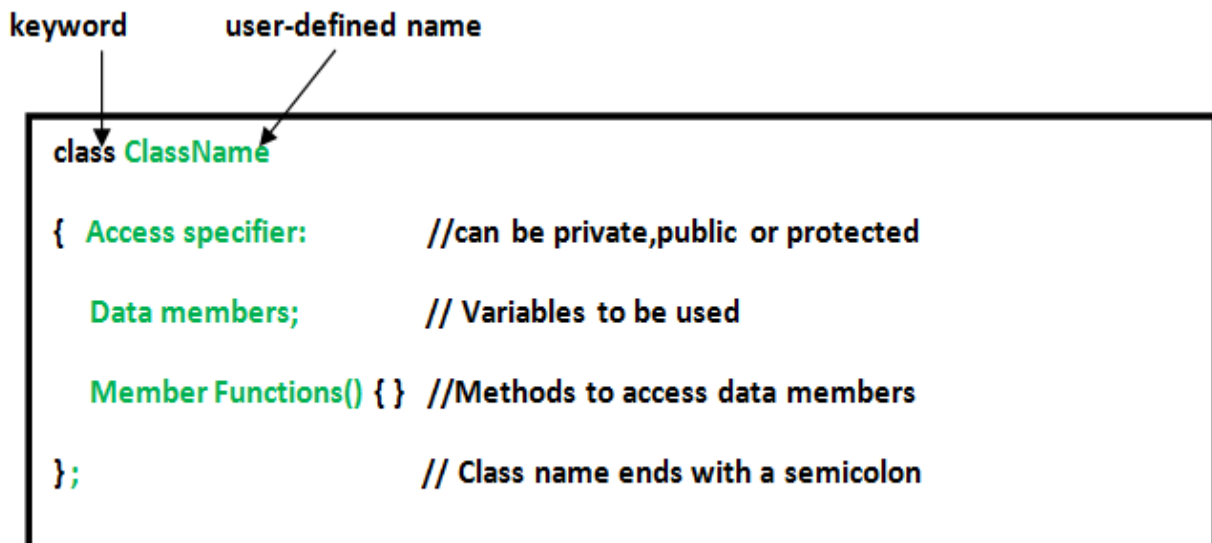 keyword user-defined name
class ClassName
{ Access specifier: //can be private,public or protected
Data members; // Variables to be used
Member Functions() { } //Methods to access data members
} ; // Class name ends with a semicolon